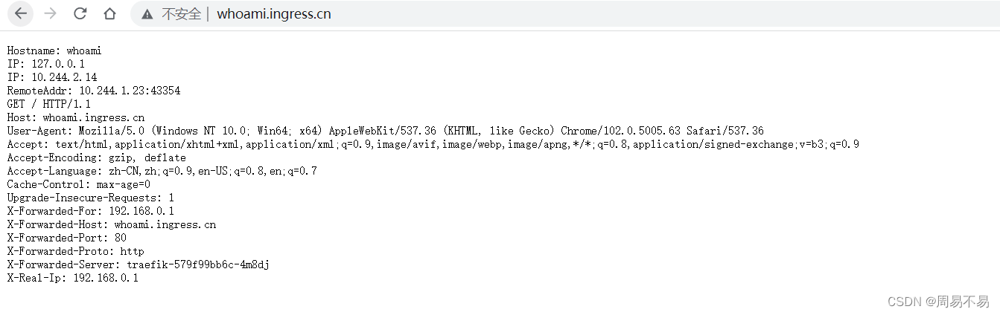 不安全 | whoami.ingress.cn
Hostname: whoami
IP: 127.0.0.1
IP: 10.244.2.14
RemoteAddr: 10.244.1.23:43354
GET / HTTP/1.1
Host: whoami.ingress.cn
User-Agent: Mozilla/5.0 (Windows NT 10.0; Win64; x64) AppleWebKit/537.36 (KHTML, like Gecko) Chrome/102.0.5005.63 Safari/537.36
Accept: text/html,application/xhtml+xml,application/xml;q=0.9,image/avif,image/webp,image/apng,*/*;q=0.8,application/signed-exchange;v=b3;q=0.9
Accept-Encoding: gzip, deflate
Accept-Language: zh-CN,zh;q=0.9,en-US;q=0.8,en;q=0.7
Cache-Control: max-age=0
Upgrade-Insecure-Requests: 1
X-Forwarded-For: 192.168.0.1
X-Forwarded-Host: whoami.ingress.cn
X-Forwarded-Port: 80
X-Forwarded-Proto: http
X-Forwarded-Server: traefik-579f99bb6c-4m8dj
X-Real-Ip: 192.168.0.1
CSDN @周易不易